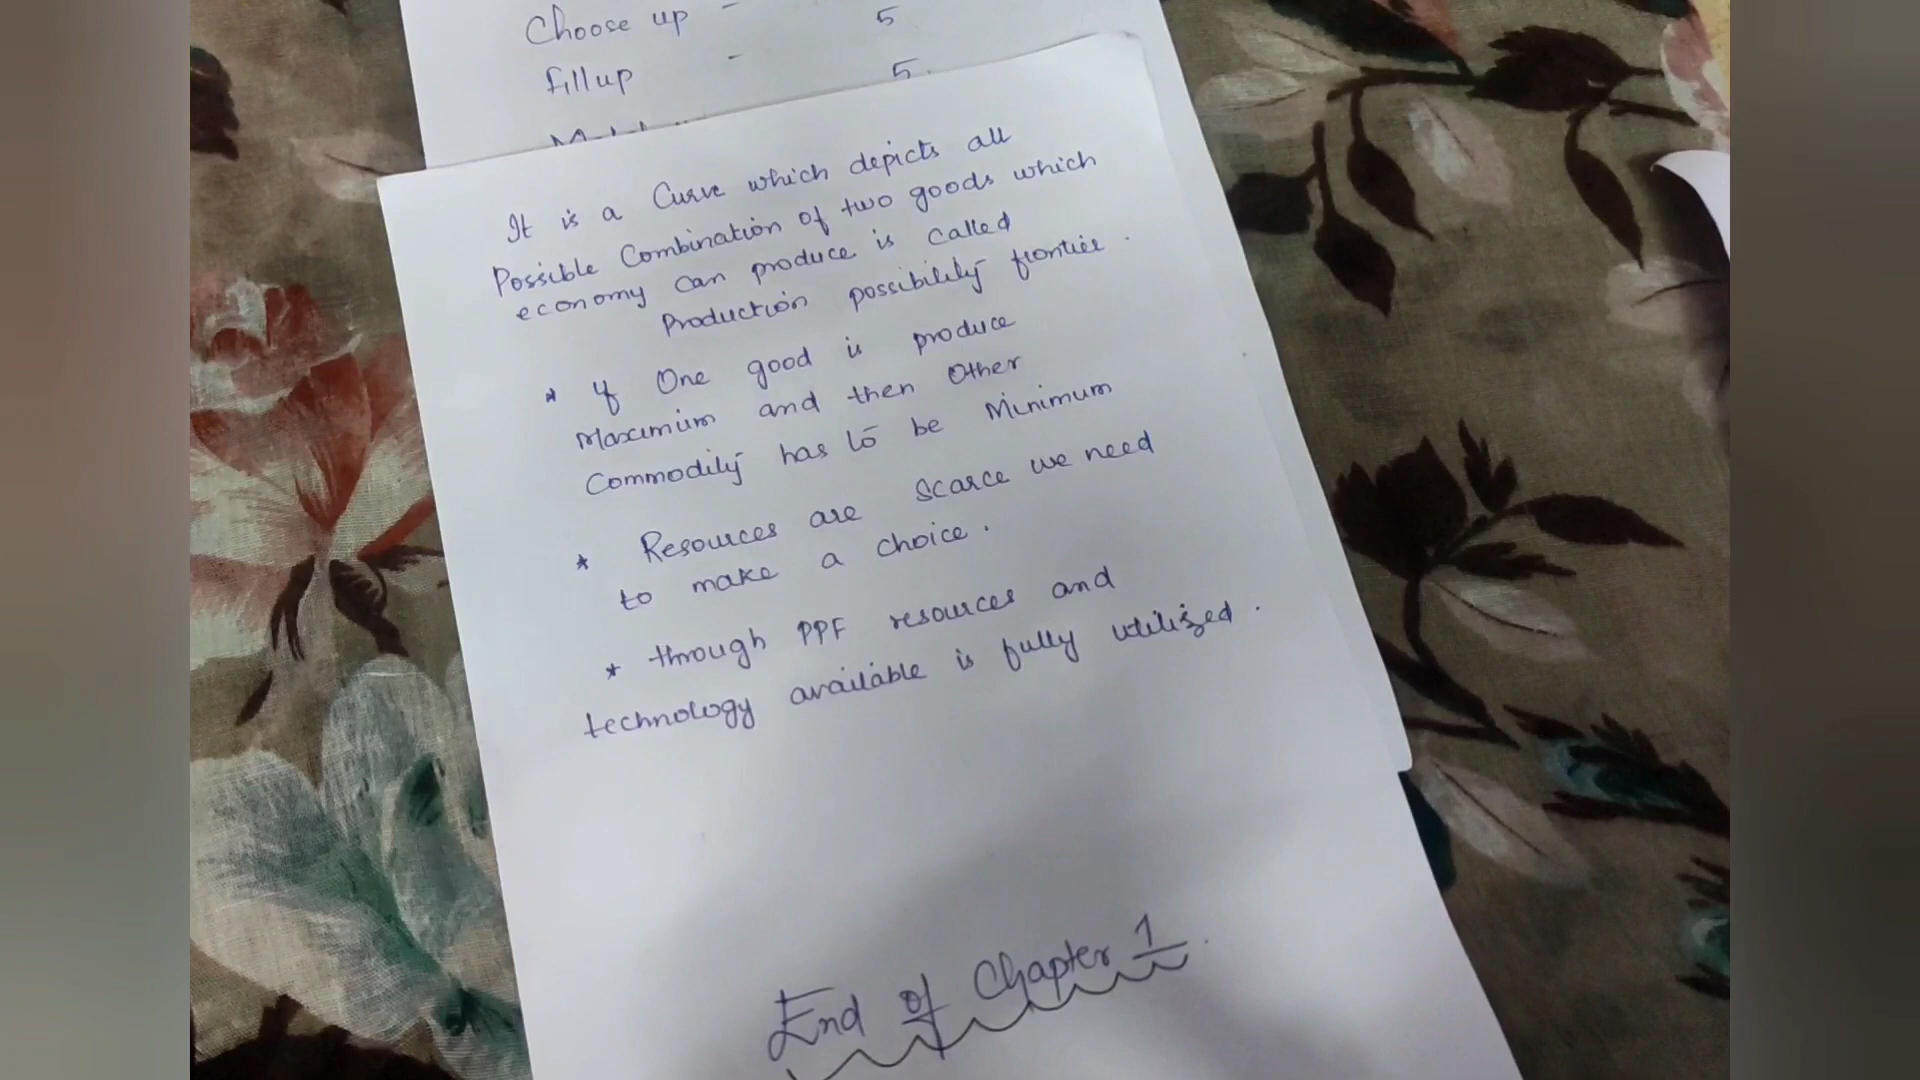 Choose up - 5
fill up - 5.
It is a Curve which depicts all
Possible Combination of two goods which
economy can produce is called
Production possibility frontier.
* If One good is produce
Maximum and then Other
Commodity has to be Minimum
* Resources are scarce we need
to make a choice.
* through PPF resources and
technology available is fully utilized.
End of Chapter 1